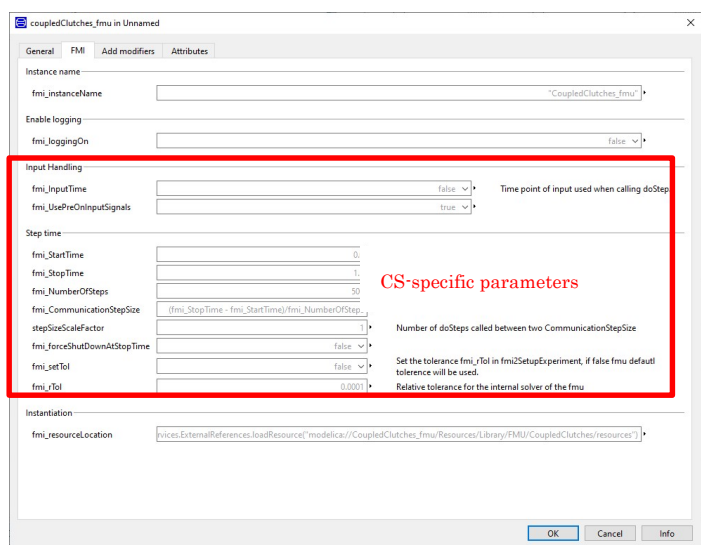 coupledClutches_fmu in Unnamed
General FMI Add modifiers Attributes
Instance name
fmi_instanceName "CoupledClutches_fmu"
Enable logging
fmi_loggingOn false
Input Handling
fmi_InputTime false Time point of input used when calling doStep.
fmi_UsePreOnInputSignals true
Step time
fmi_StartTime 0.
fmi_StopTime 1.
fmi_NumberOfSteps 50
CS-specific parameters
fmi_CommunicationStepSize (fmi_StopTime - fmi_StartTime)/fmi_NumberOfStep
stepSizeScaleFactor 1 Number of doSteps called between two CommunicationStepSize
fmi_forceShutDownAtStopTime false
fmi_setTol false Set the tolerance fmi_rTol in fmi2SetupExperiment, if false fmu defautl
tolerence will be used.
fmi_rTol 0.0001 Relative tolerance for the internal solver of the fmu
Instantiation
fmi_resourceLocation rvices.ExternalReferences.loadResource("modelica://CoupledClutches_fmu/Resources/Library/FMU/CoupledClutches/resources")
OK Cancel Info